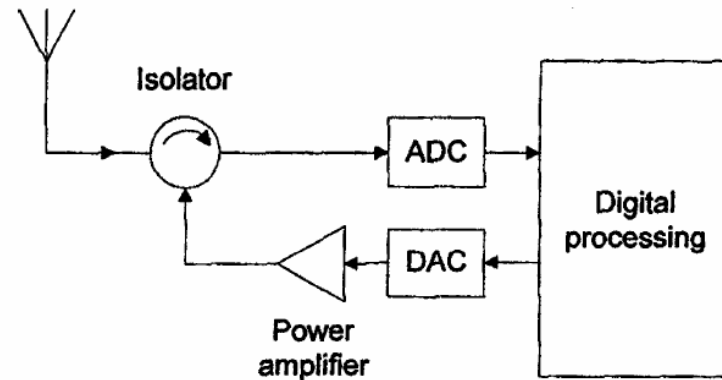 Isolator
ADC
Digital
processing
DAC
Power
amplifier